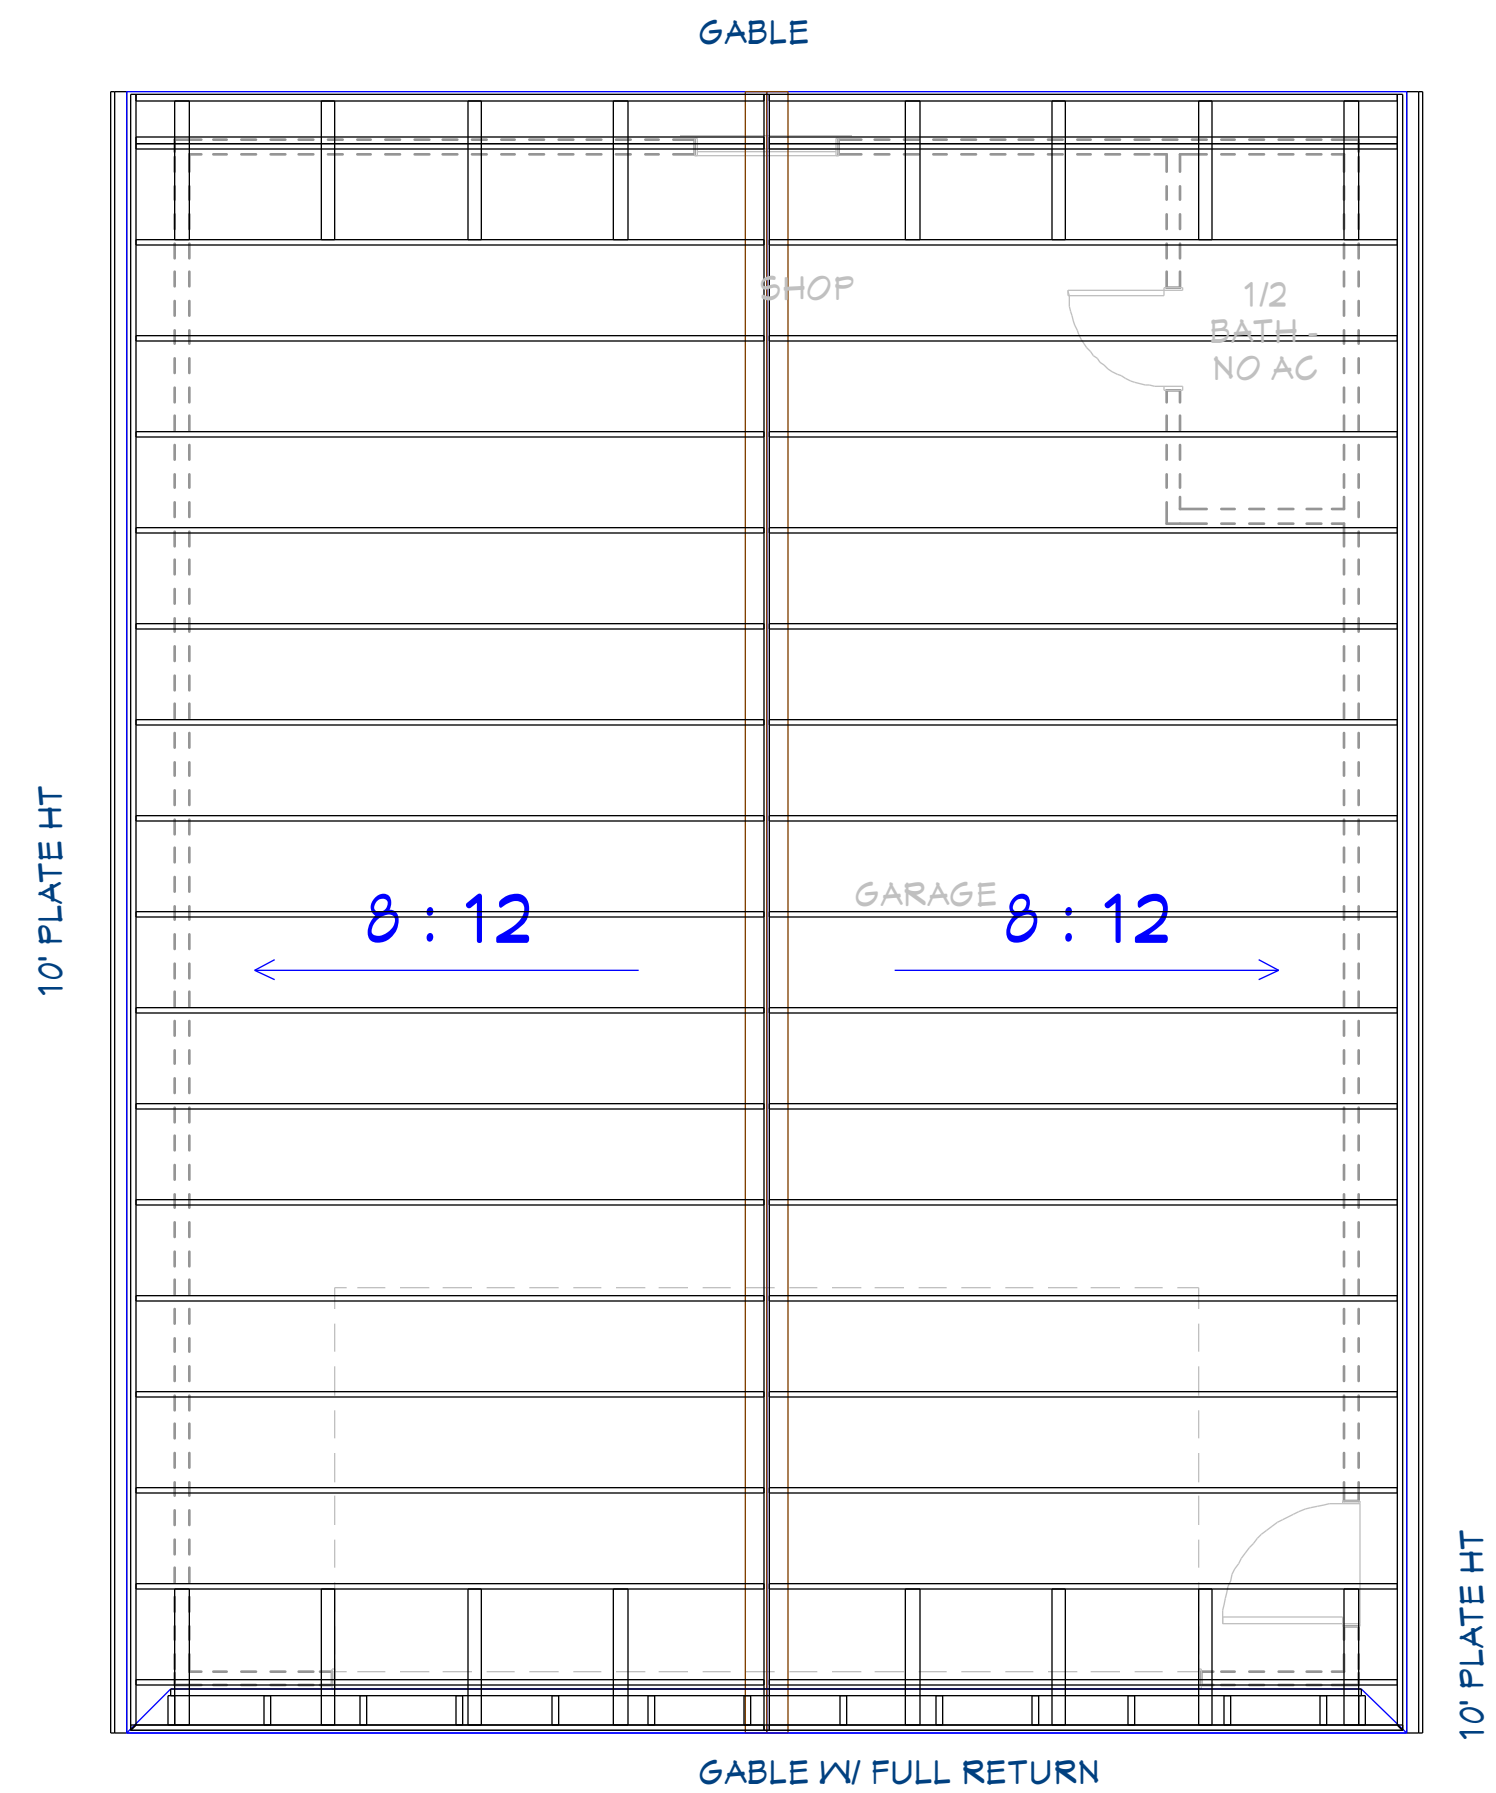 GABLE
SHOP
1/2
BATH -
NO AC
10' PLATE HT
GARAGE
8 : 12
8 : 12
10' PLATE HT
GABLE W/ FULL RETURN